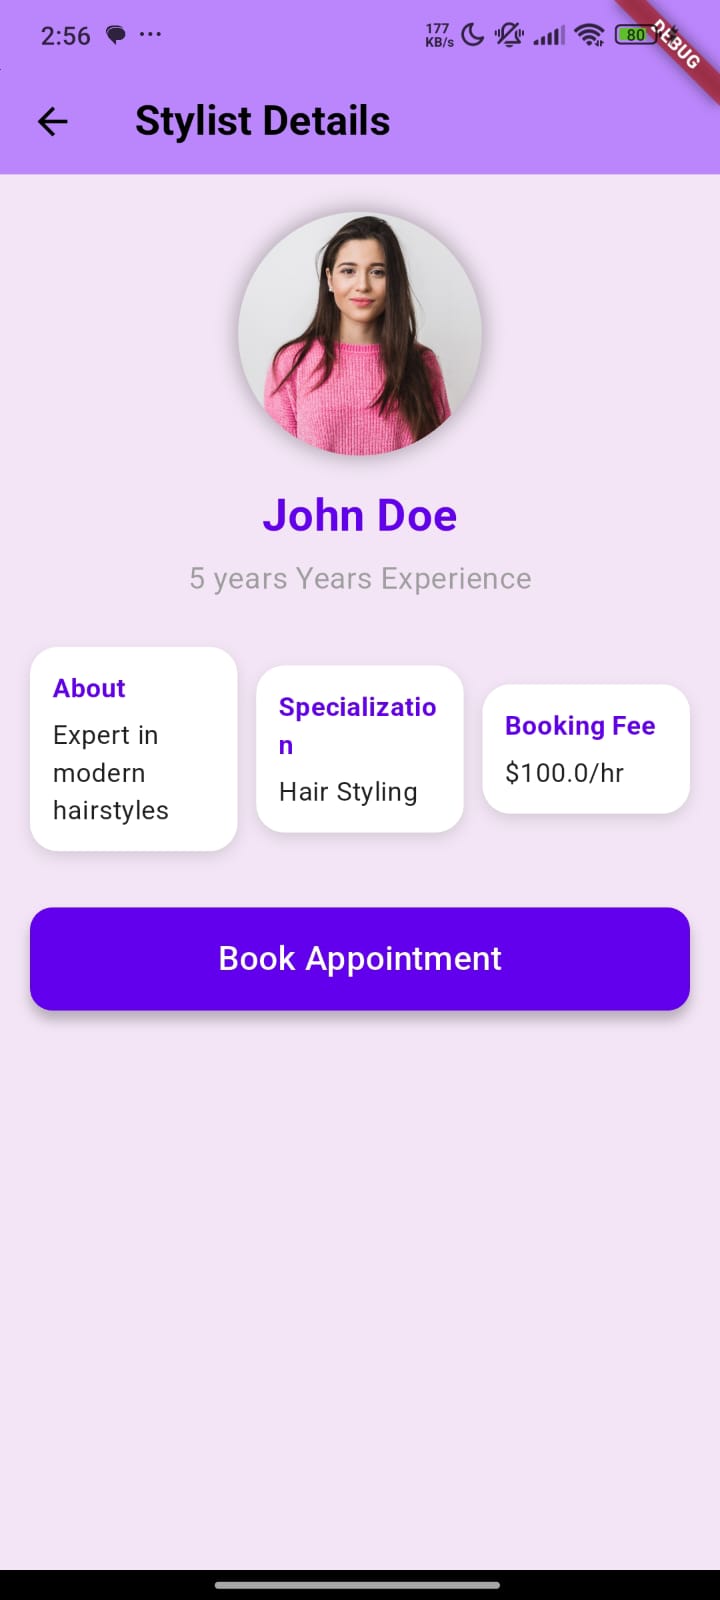 2:56
177
KB/s
80
DEBUG
Stylist Details
John Doe
5 years Years Experience
About
Expert in
modern
hairstyles
Specializatio
n
Hair Styling
Booking Fee
$100.0/hr
Book Appointment